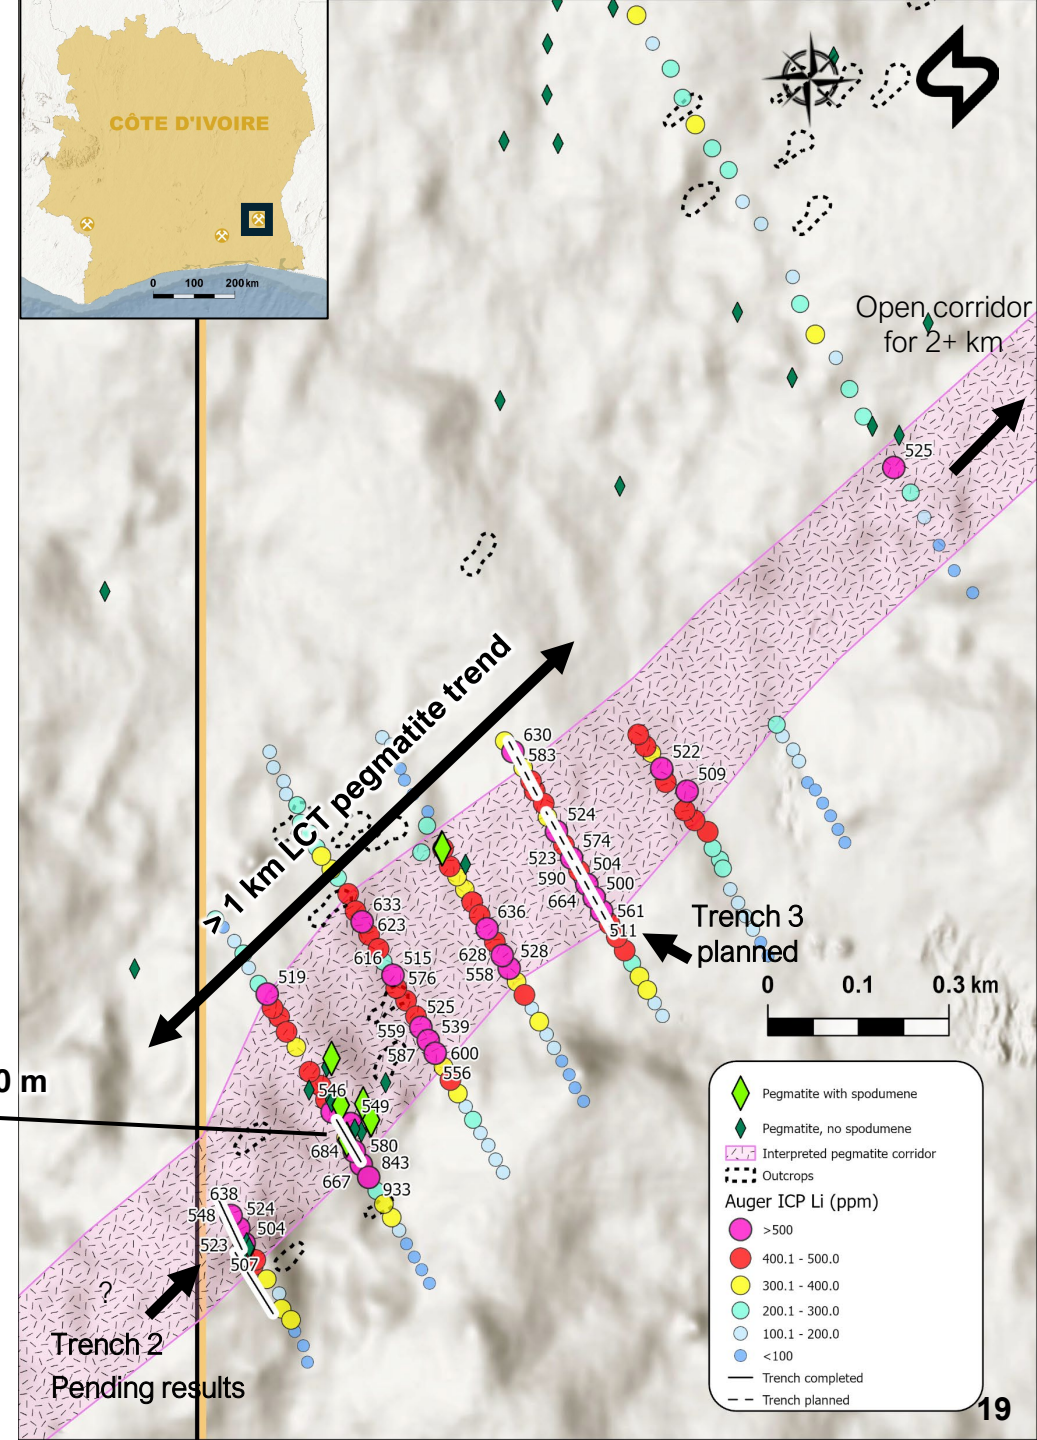 CÔTE D'IVOIRE
0 100 200 km
Open corridor
for 2+ km
525
> 1 km LCT pegmatite trend
630
583
522
509
524
574
523
504
590
500
664
561
511
Trench 3
planned
633
623
616
515
576
636
628
528
558
519
525
559
539
587
600
556
0 0.1 0.3 km
0 m
546
549
684
580
843
667
933
638
548
524
504
523
507
?
Trench 2
Pending results
Pegmatite with spodumene
Pegmatite, no spodumene
Interpreted pegmatite corridor
Outcrops
Auger ICP Li (ppm)
>500
400.1 - 500.0
300.1 - 400.0
200.1 - 300.0
100.1 - 200.0
<100
Trench completed
Trench planned
19